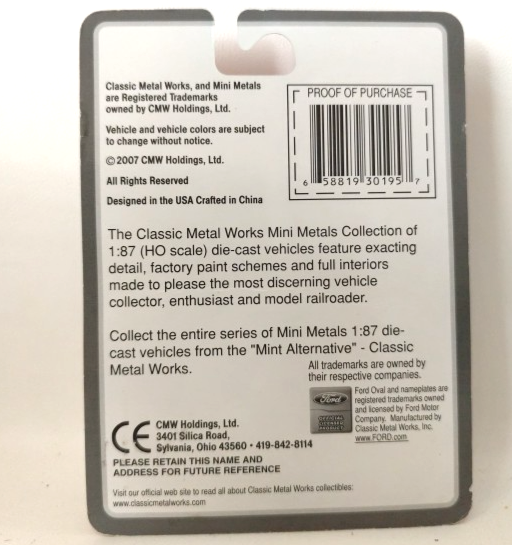 Classic Metal Works, and Mini Metals
are Registered Trademarks
owned by CMW Holdings, Ltd.
Vehicle and vehicle colors are subject
to change without notice.
©2007 CMW Holdings, Ltd.
All Rights Reserved
Designed in the USA Crafted in China
PROOF OF PURCHASE
6 58819 30195 7
The Classic Metal Works Mini Metals Collection of
1:87 (HO scale) die-cast vehicles feature exacting
detail, factory paint schemes and full interiors
made to please the most discerning vehicle
collector, enthusiast and model railroader.
Collect the entire series of Mini Metals 1:87 die-
cast vehicles from the "Mint Alternative" - Classic
Metal Works.
All trademarks are owned by
their respective companies.
Ford
OFFICIAL
LICENSED
PRODUCT
Ford Oval and nameplates are
registered trademarks owned
and licensed by Ford Motor
Company. Manufactured by
Classic Metal Works, Inc.
www.FORD.com
CE
CMW Holdings, Ltd.
3401 Silica Road,
Sylvania, Ohio 43560 • 419-842-8114
PLEASE RETAIN THIS NAME AND
ADDRESS FOR FUTURE REFERENCE
Visit our official web site to read all about Classic Metal Works collectibles:
www.classicmetalworks.com